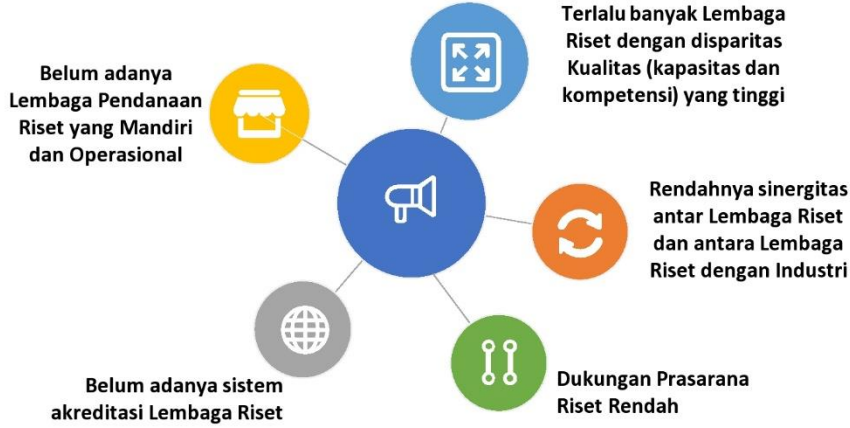 Terlalu banyak Lembaga
Riset dengan disparitas
Kualitas (kapasitas dan
kompetensi) yang tinggi
Belum adanya
Lembaga Pendanaan
Riset yang Mandiri
dan Operasional
Rendahnya sinergitas
antar Lembaga Riset
dan antara Lembaga
Riset dengan Industri
Belum adanya sistem
akreditasi Lembaga Riset
Dukungan Prasarana
Riset Rendah